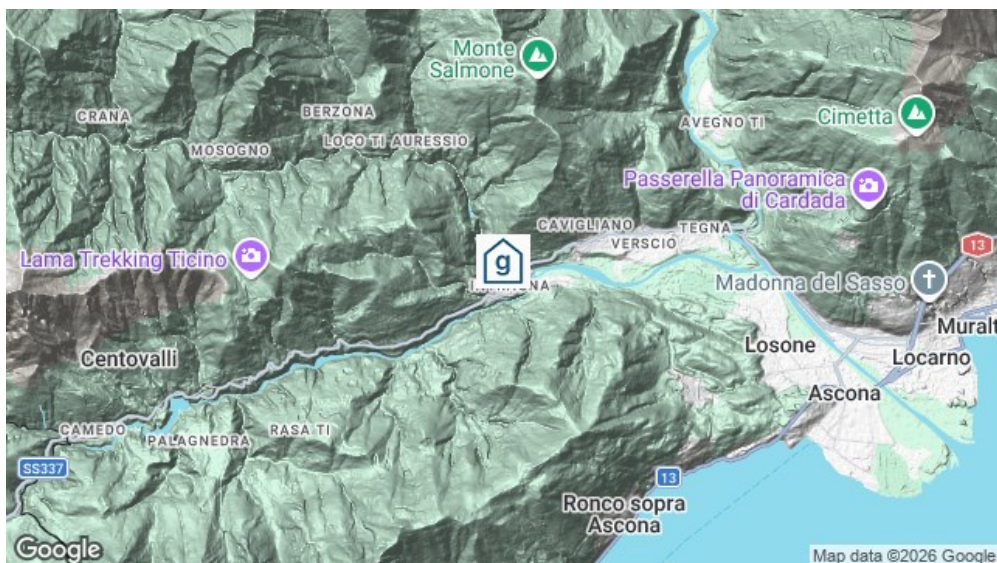 Monte
Salmone
Cimetta
CRANA
BERZONA
AVEGNO TI
MOSOGNO
LOCO TI AURESSIO
Passerella Panoramica
di Cardada
CAVIGLIANO
TEGNA
VERSCIO
13
Lama Trekking Ticino
g
Madonna del Sasso
Muralt
Centovalli
Losone
Locarno
Ascona
CAMEDO
PALAGNEDRA
RASA TI
SS337
13
Ronco sopra
Ascona
Google
Map data ©2026 Google